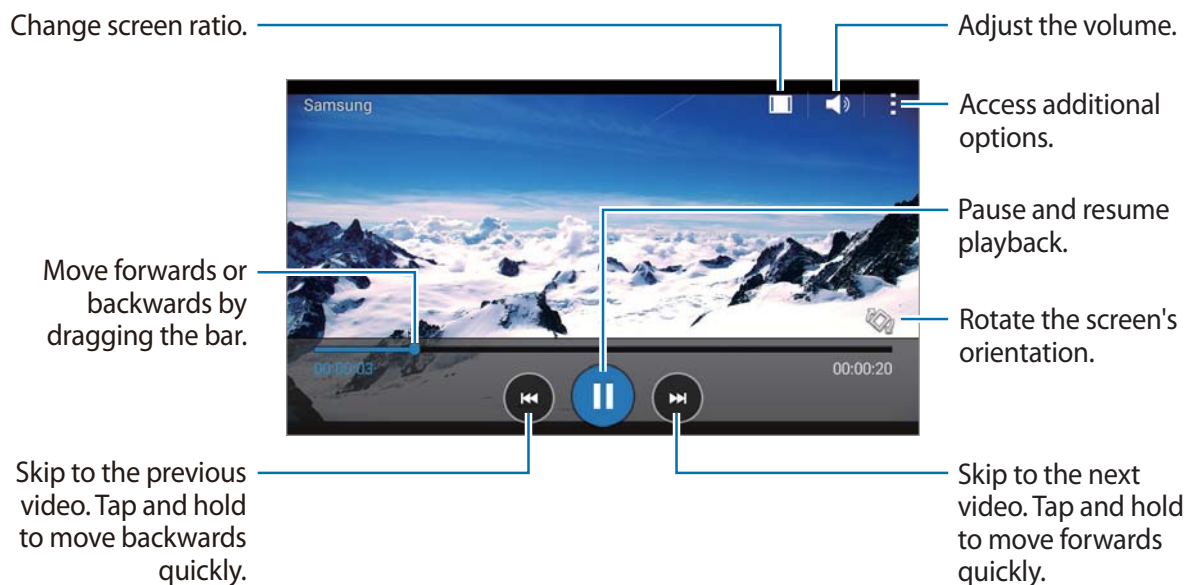 Change screen ratio.
Adjust the volume.
Samsung
Access additional
options.
Pause and resume
playback.
Move forwards or
backwards by
dragging the bar.
Rotate the screen's
orientation.
00:00:03
00:00:20
Skip to the previous
video. Tap and hold
to move backwards
quickly.
Skip to the next
video. Tap and hold
to move forwards
quickly.